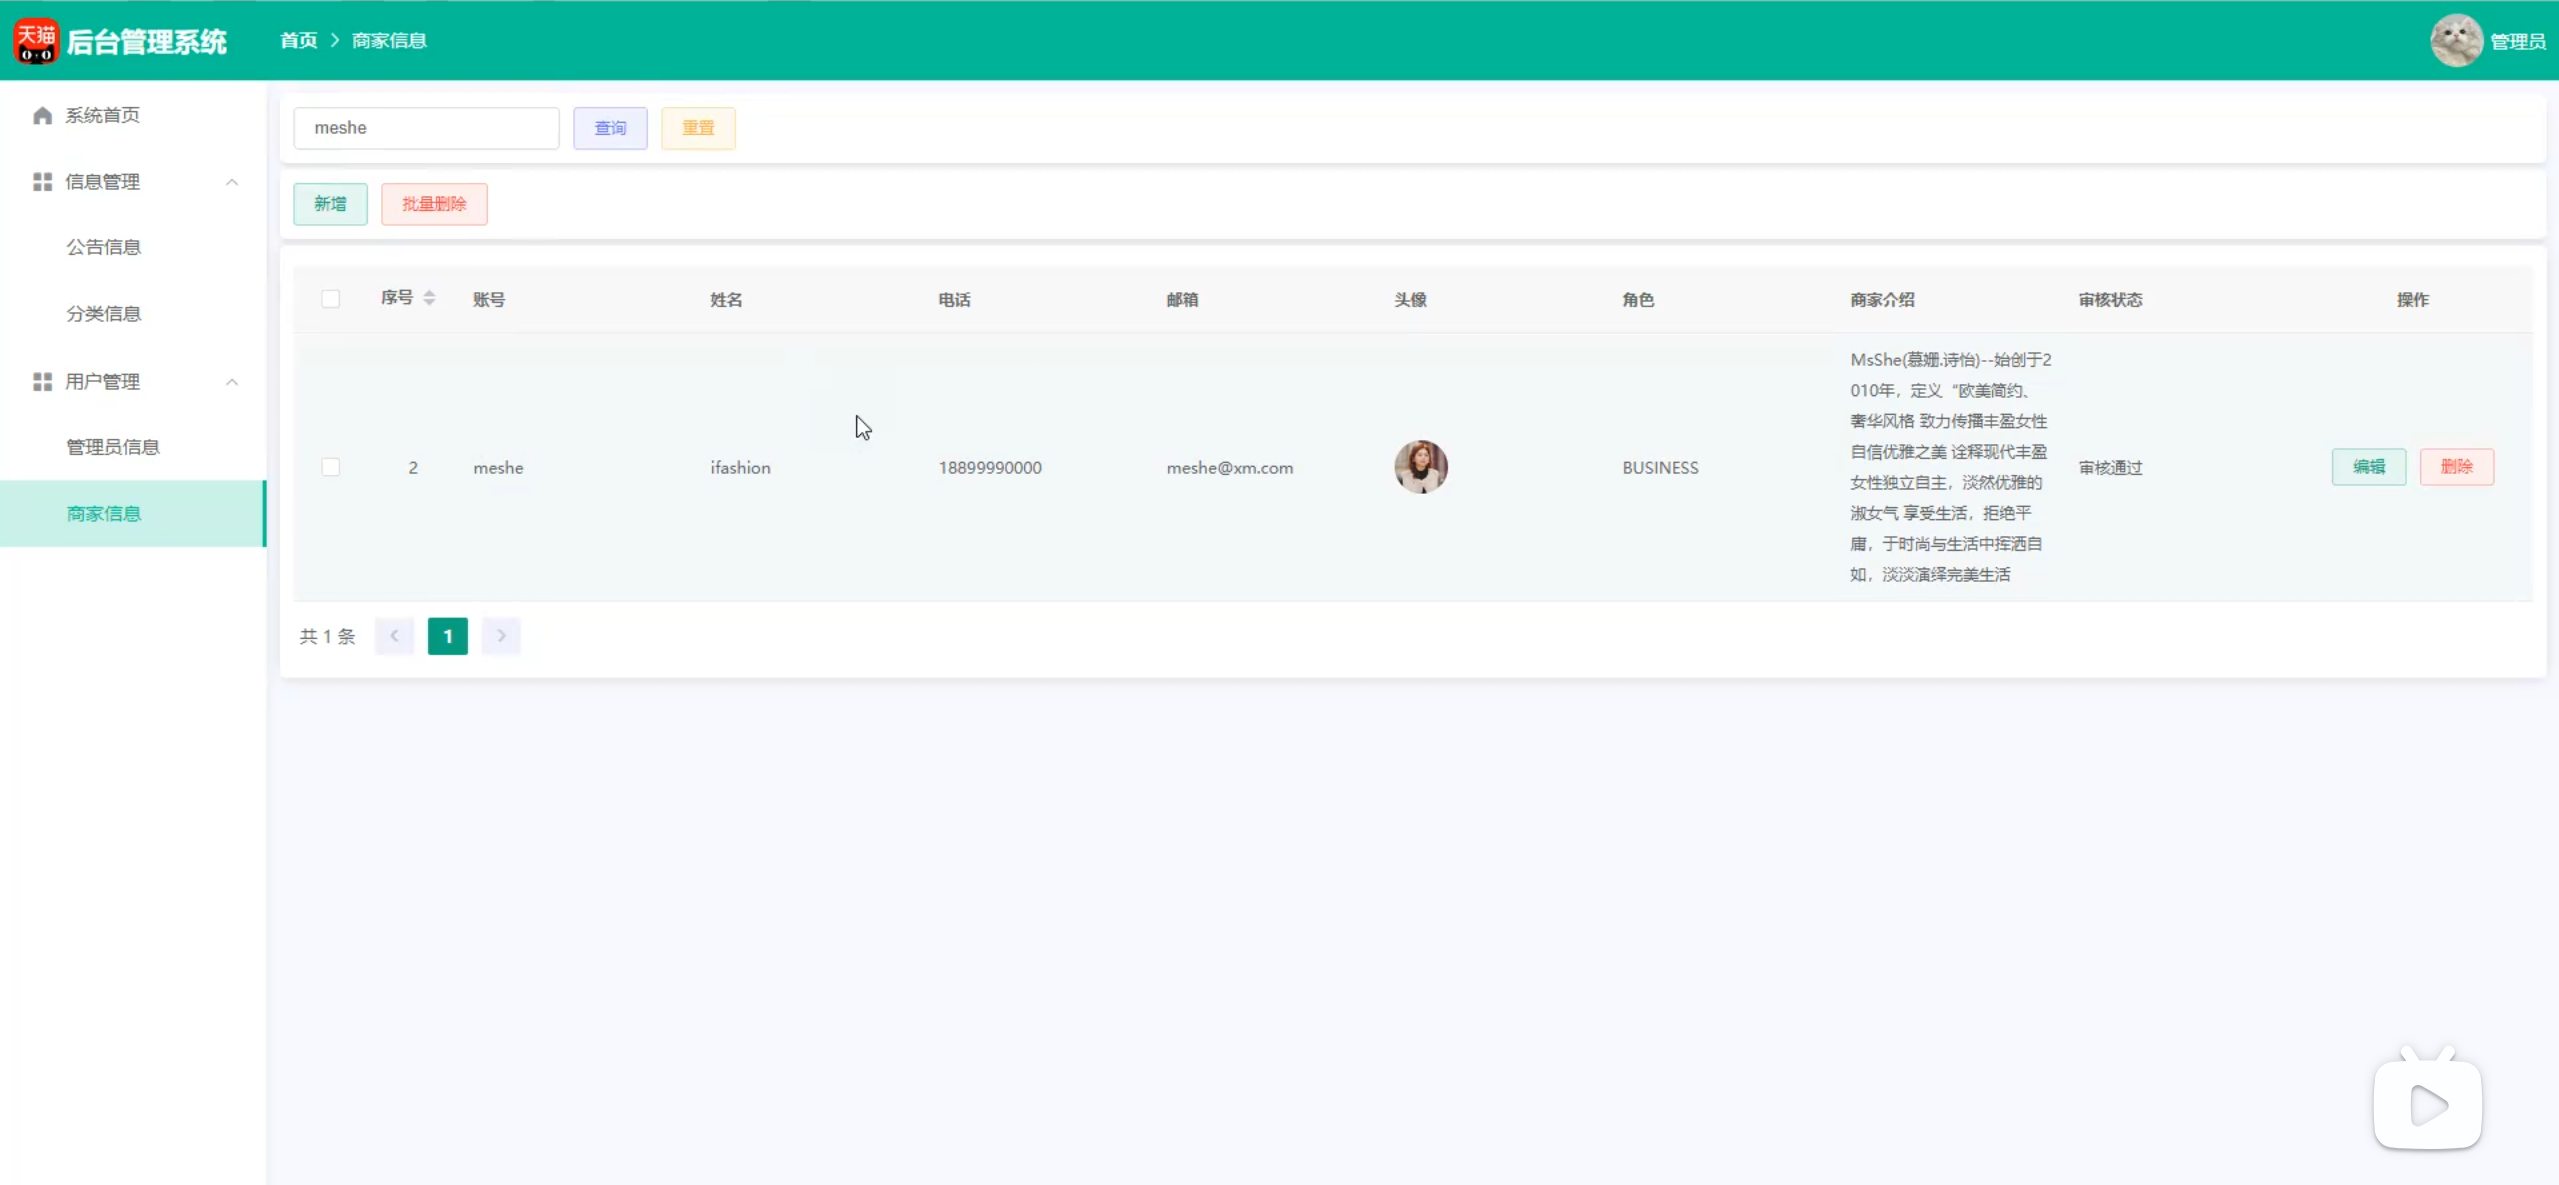 天猫
后台管理系统
首页 > 商家信息
管理员
系统首页
信息管理
公告信息
分类信息
用户管理
管理员信息
商家信息
meshe
查询
重置
新增
批量删除
序号 账号 姓名 电话 邮箱 头像 角色 商家介绍 审核状态 操作
2 meshe ifashion 18899990000 meshe@xm.com BUSINESS
MsShe(慕姗.诗怡)--始创于2
010年，定义“欧美简约、
奢华风格 致力传播丰盈女性
自信优雅之美 诠释现代丰盈
女性独立自主，淡然优雅的
淑女气 享受生活，拒绝平
庸，于时尚与生活中挥洒自
如，淡淡演绎完美生活
审核通过
编辑
删除
共 1 条
1